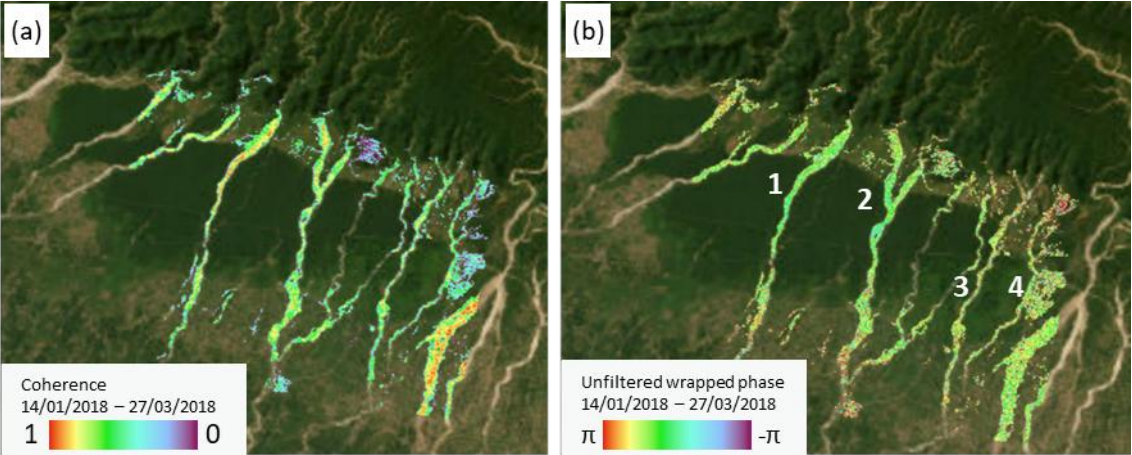 (a)
Coherence
14/01/2018 – 27/03/2018
1 0
(b)
1
2
3
4
Unfiltered wrapped phase
14/01/2018 – 27/03/2018
π -π